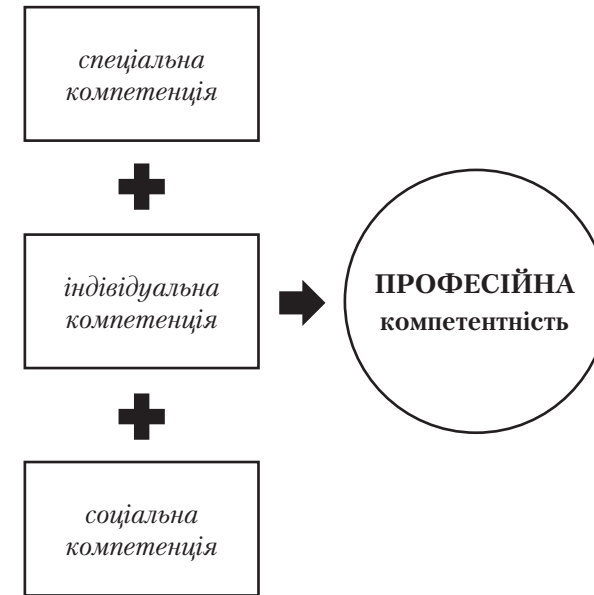 спеціальна
компетенція
індивідуальна
компетенція
ПРОФЕСІЙНА
компетентність
соціальна
компетенція